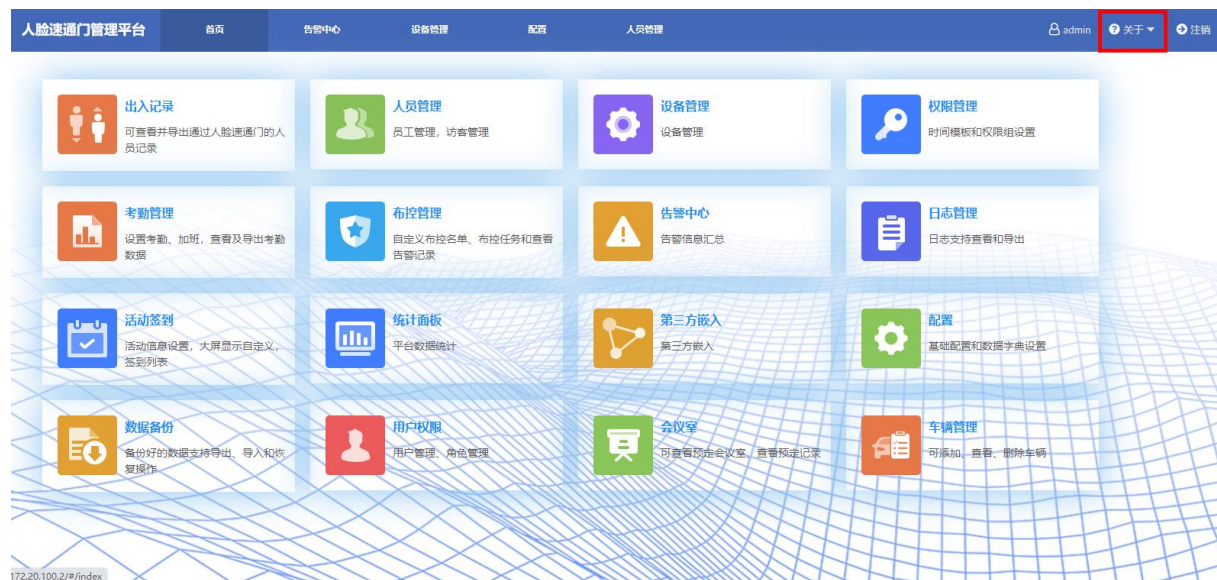 人脸速通门管理平台 首页 告警中心 设备管理 配置 人员管理 admin 关于 注销
出入记录
可查看并导出通过人脸速通门的人
员记录
人员管理
员工管理，访客管理
设备管理
设备管理
权限管理
时间模板和权限组设置
考勤管理
设置考勤、加班，查看及导出考勤
数据
布控管理
自定义布控名单、布控任务和查看
告警记录
告警中心
告警信息汇总
日志管理
日志支持查看和导出
活动签到
活动信息设置，大屏显示自定义，
签到列表
统计面板
平台数据统计
第三方嵌入
第三方嵌入
配置
基础配置和数据字典设置
数据备份
备份好的数据支持导出、导入和恢
复操作
用户权限
用户管理、角色管理
会议室
可查看预定会议室，查看预定记录
车辆管理
可添加、查看、删除车辆
172.20.100.2/#/index